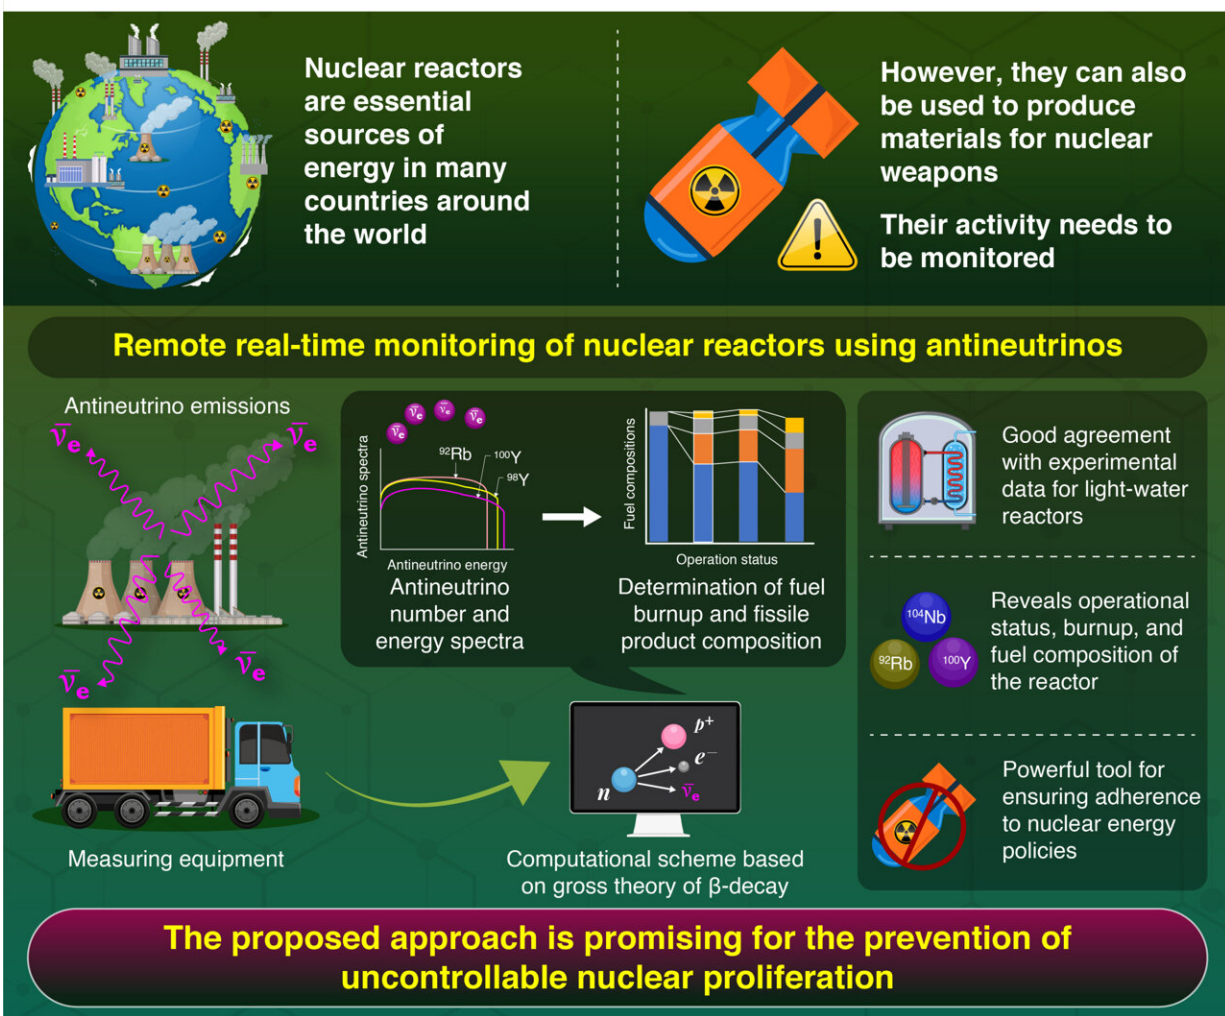 Nuclear reactors
are essential
sources of
energy in many
countries around
the world
However, they can also
be used to produce
materials for nuclear
weapons
Their activity needs to
be monitored
Remote real-time monitoring of nuclear reactors using antineutrinos
Antineutrino emissions
ν̅e
ν̅e
ν̅e
ν̅e
Measuring equipment
ν̅e
ν̅e
ν̅e
ν̅e
Antineutrino spectra
⁹²Rb
¹⁰⁰Y
⁹⁸Y
Antineutrino energy
Antineutrino
number and
energy spectra
Fuel compositions
Operation status
Determination of fuel
burnup and fissile
product composition
n
p⁺
e⁻
ν̅e
Computational scheme based
on gross theory of β-decay
Good agreement
with experimental
data for light-water
reactors
¹⁰⁴Nb
⁹²Rb
¹⁰⁰Y
Reveals operational
status, burnup, and
fuel composition of
the reactor
Powerful tool for
ensuring adherence
to nuclear energy
policies
The proposed approach is promising for the prevention of
uncontrollable nuclear proliferation